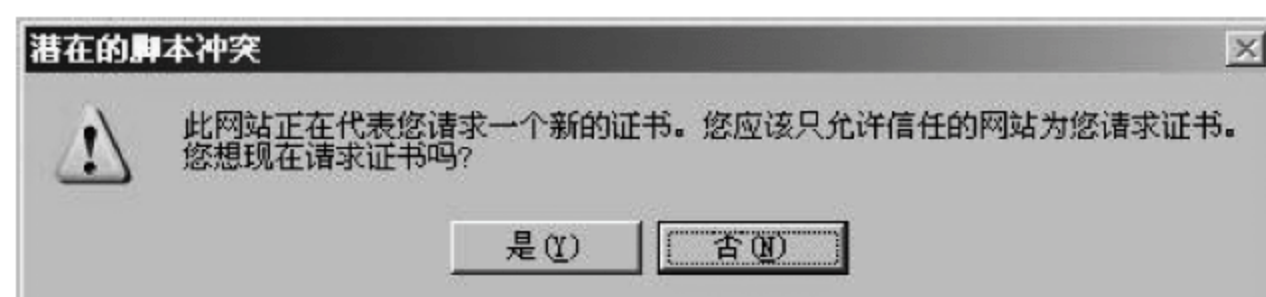 潜在的脚本冲突
此网站正在代表您请求一个新的证书。您应该只允许信任的网站为您请求证书。
您想现在请求证书吗?
是(Y) 否(N)